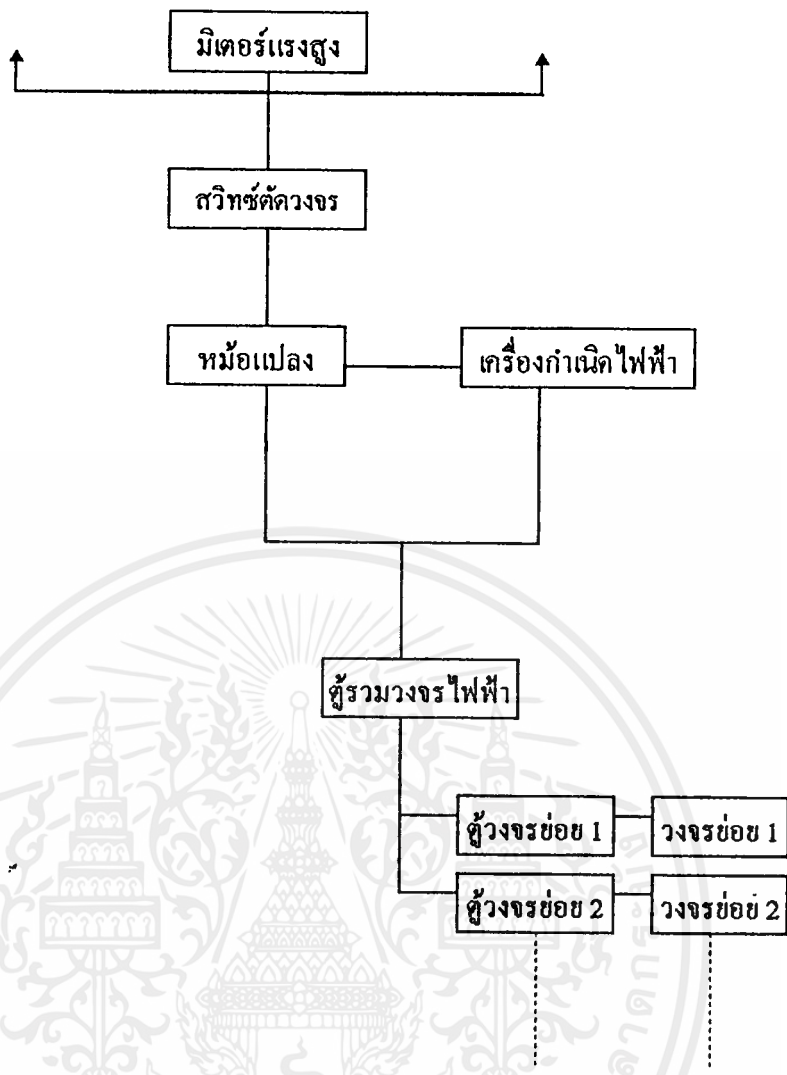 มิเตอร์แรงสูง
สวิทซ์ตัดวงจร
หม้อแปลง
เครื่องกำเนิดไฟฟ้า
ตู้รวมวงจรไฟฟ้า
ตู้วงจรย่อย 1
วงจรย่อย 1
ตู้วงจรย่อย 2
วงจรย่อย 2